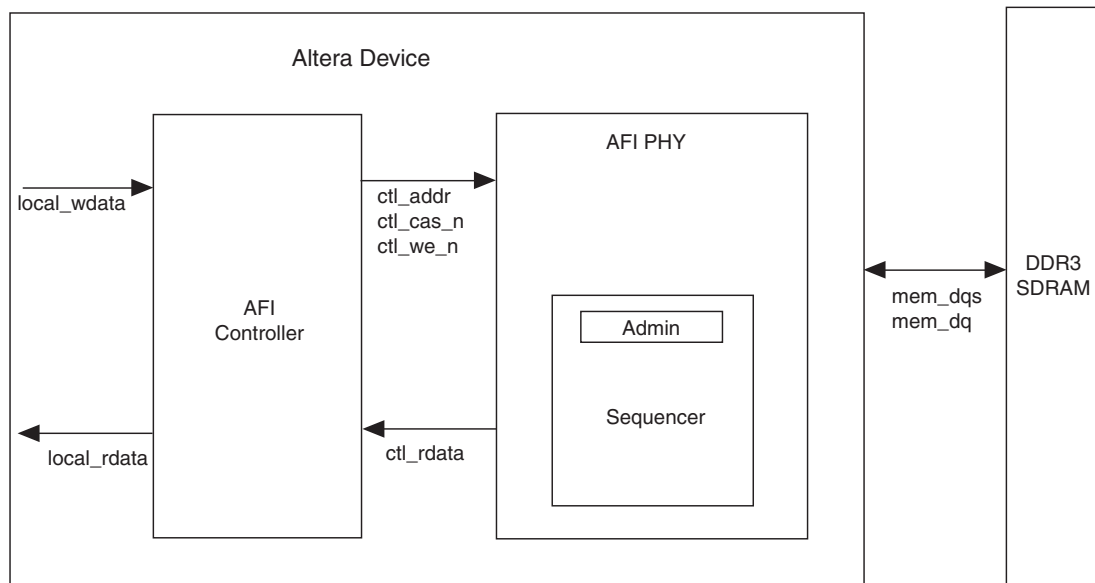 Altera Device
AFI PHY
local_wdata
ctl_addr
ctl_cas_n
ctl_we_n
AFI
Controller
DDR3
SDRAM
mem_dqs
mem_dq
Admin
Sequencer
local_rdata
ctl_rdata